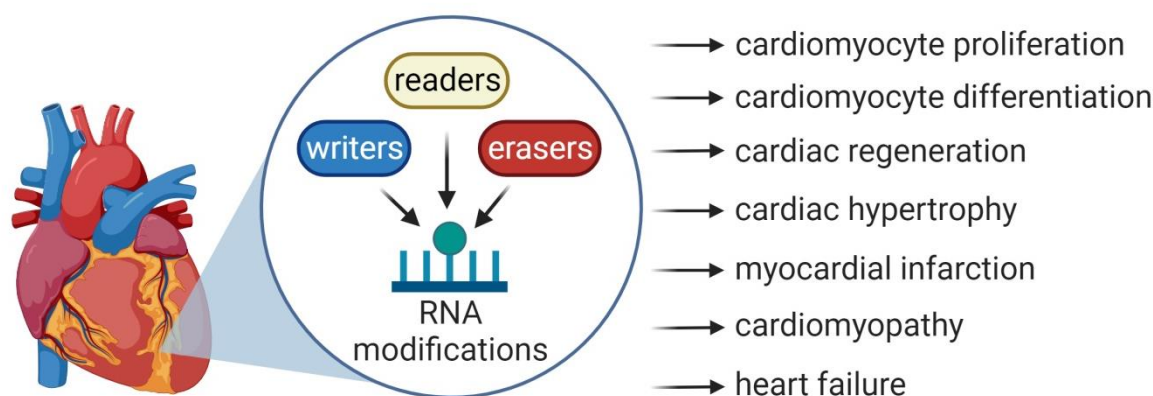 readers
writers
erasers
RNA
modifications
cardiomyocyte proliferation
cardiomyocyte differentiation
cardiac regeneration
cardiac hypertrophy
myocardial infarction
cardiomyopathy
heart failure